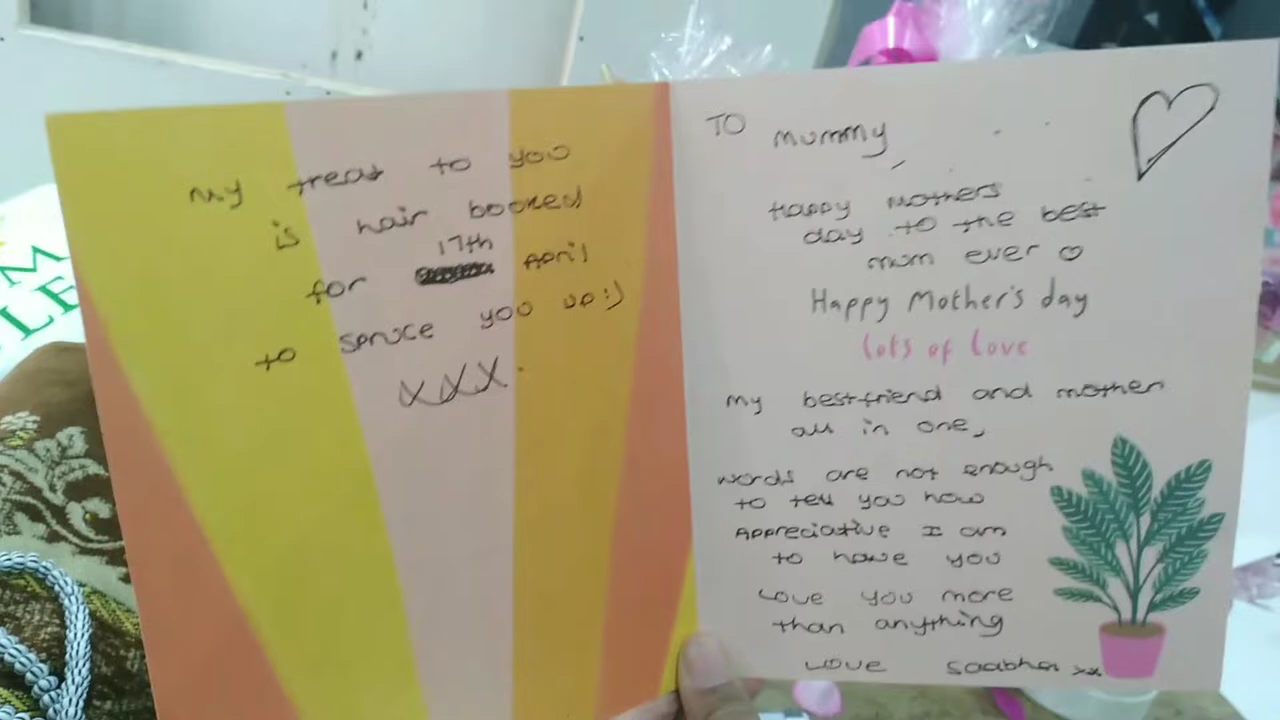 My treat to you
is hair booked
for 17th April
to spruce you up :)
XXX.
TO Mummy,
Happy Mothers
day to the best
mum ever ♡
Happy Mother's day
lots of love
My bestfriend and mother
all in one,
words are not enough
to tell you how
Appreciative I am
to have you
Love you more
than anything
Love Saabha xx
M
LE